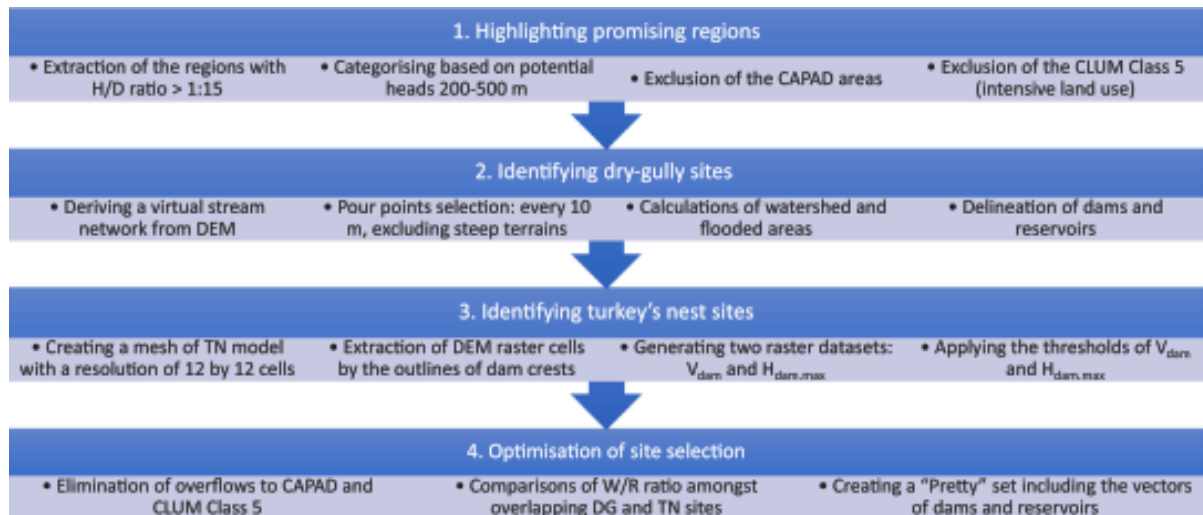 1. Highlighting promising regions
• Extraction of the regions with
H/D ratio > 1:15
• Categorising based on potential
heads 200-500 m
• Exclusion of the CAPAD areas
• Exclusion of the CLUM Class 5
(intensive land use)
2. Identifying dry-gully sites
• Deriving a virtual stream
network from DEM
• Pour points selection: every 10
m, excluding steep terrains
• Calculations of watershed and
flooded areas
• Delineation of dams and
reservoirs
3. Identifying turkey's nest sites
• Creating a mesh of TN model
with a resolution of 12 by 12 cells
• Extraction of DEM raster cells
by the outlines of dam crests
• Generating two raster datasets:
Vdam and Hdam.max
• Applying the thresholds of Vdam
and Hdam.max
4. Optimisation of site selection
• Elimination of overflows to CAPAD and
CLUM Class 5
• Comparisons of W/R ratio amongst
overlapping DG and TN sites
• Creating a "Pretty" set including the vectors
of dams and reservoirs